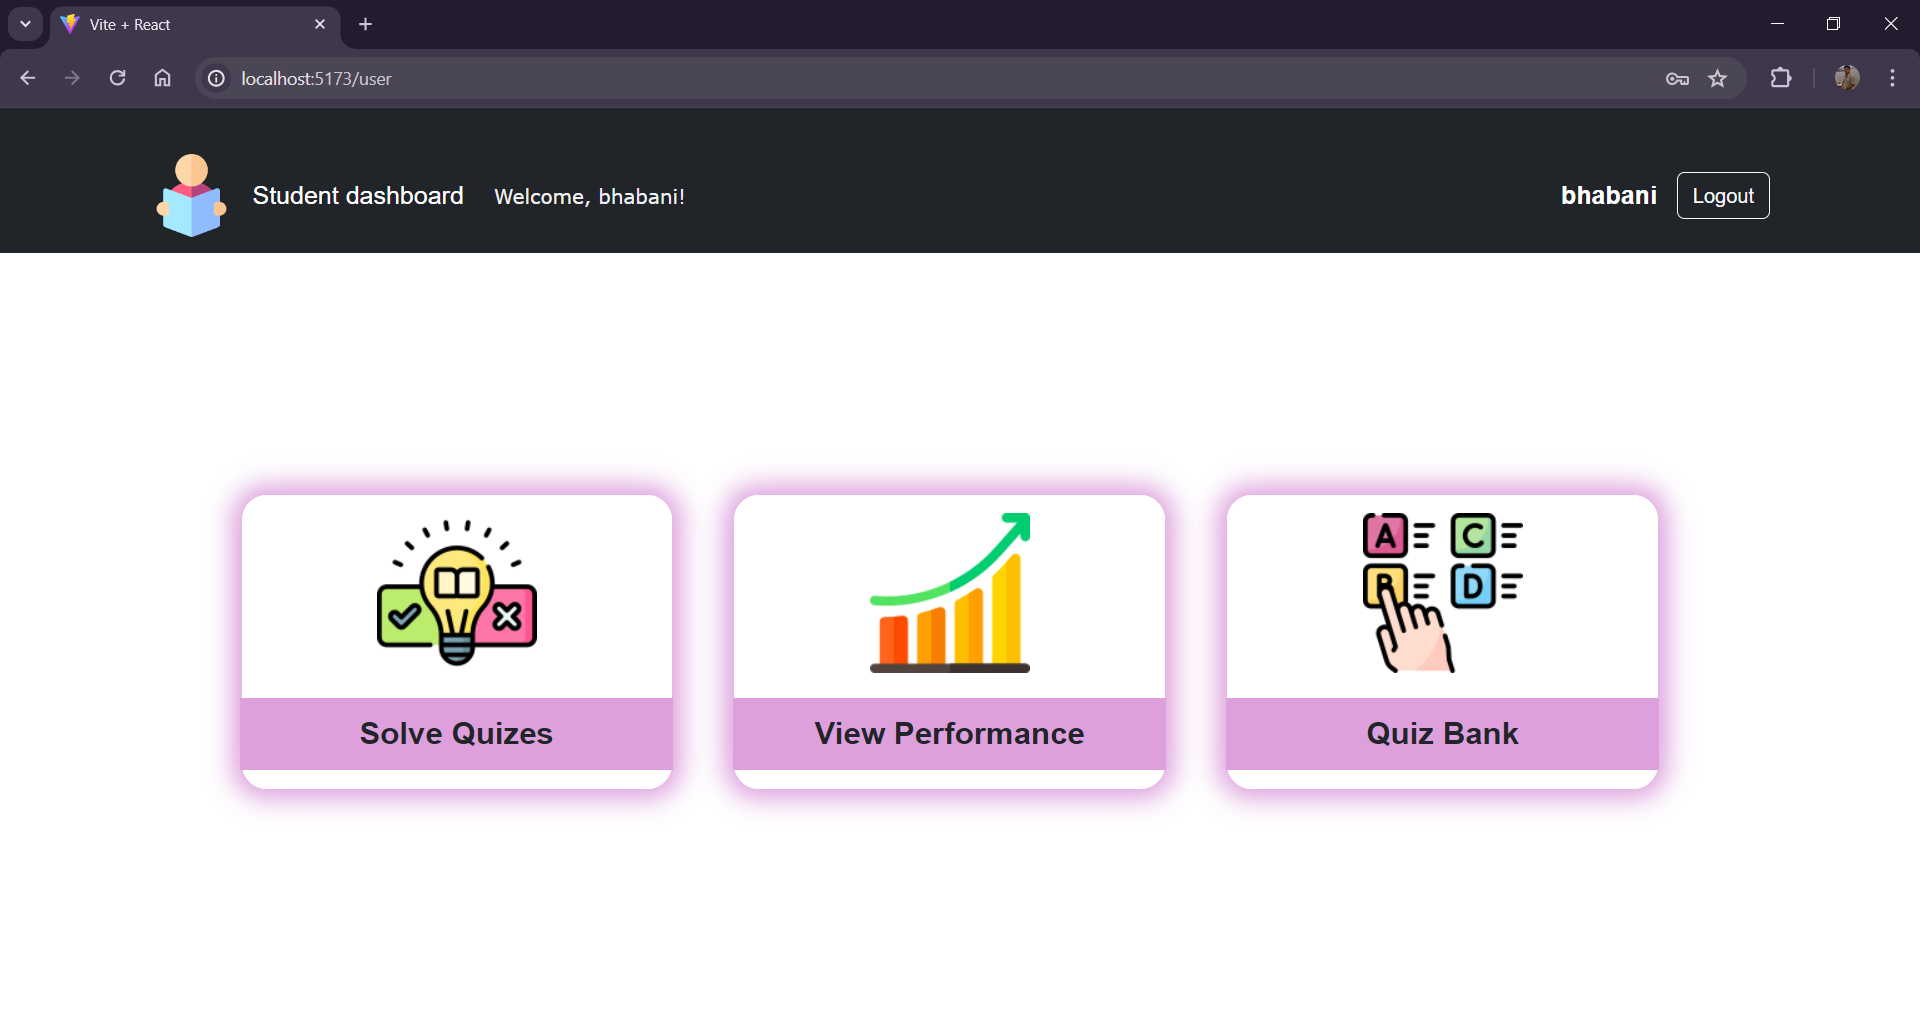 Vite + React
localhost:5173/user
Student dashboard Welcome, bhabani! bhabani Logout
A C
B D
Solve Quizes View Performance Quiz Bank